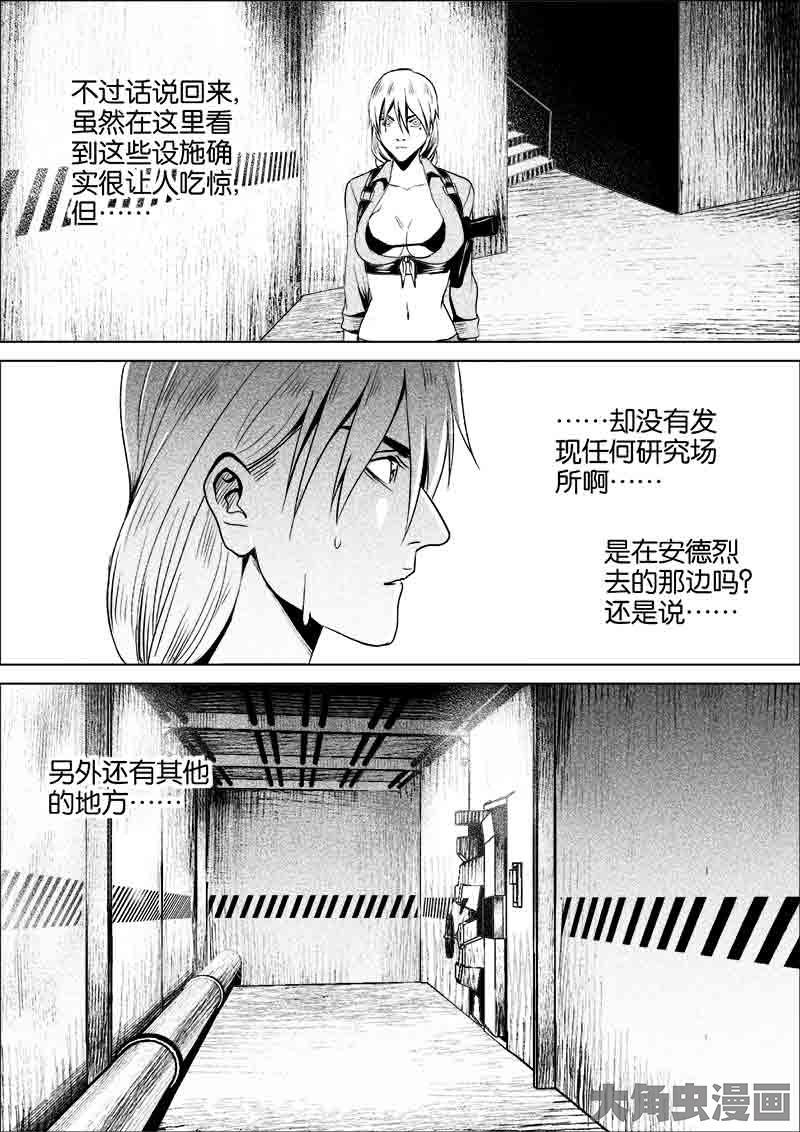 不过话说回来，
虽然在这里看
到这些设施确
实很让人吃惊，
但……
……却没有发
现任何研究场
所啊……
是在安德烈
去的那边吗？
还是说……
另外还有其他
的地方……
大角虫漫画